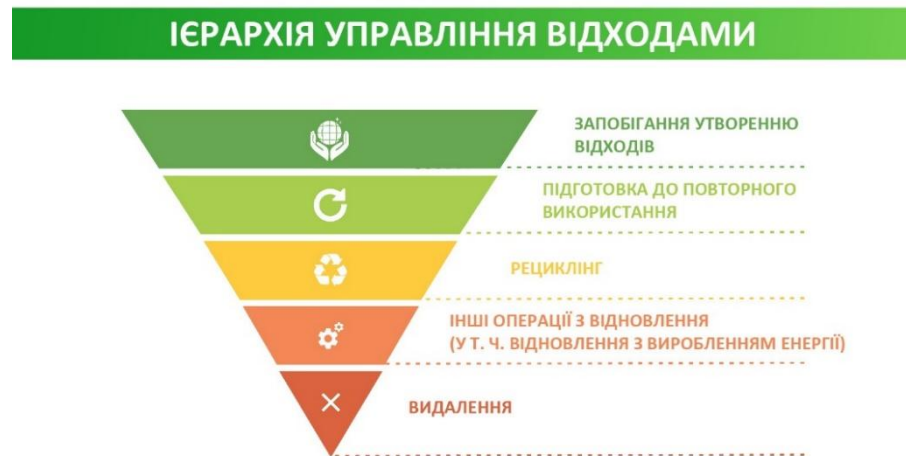 ІЄРАРХІЯ УПРАВЛІННЯ ВІДХОДАМИ
ЗАПОБІГАННЯ УТВОРЕННЮ
ВІДХОДІВ
ПІДГОТОВКА ДО ПОВТОРНОГО
ВИКОРИСТАННЯ
РЕЦИКЛІНГ
ІНШІ ОПЕРАЦІЇ З ВІДНОВЛЕННЯ
(У Т. Ч. ВІДНОВЛЕННЯ З ВИРОБЛЕННЯМ ЕНЕРГІЇ)
ВИДАЛЕННЯ